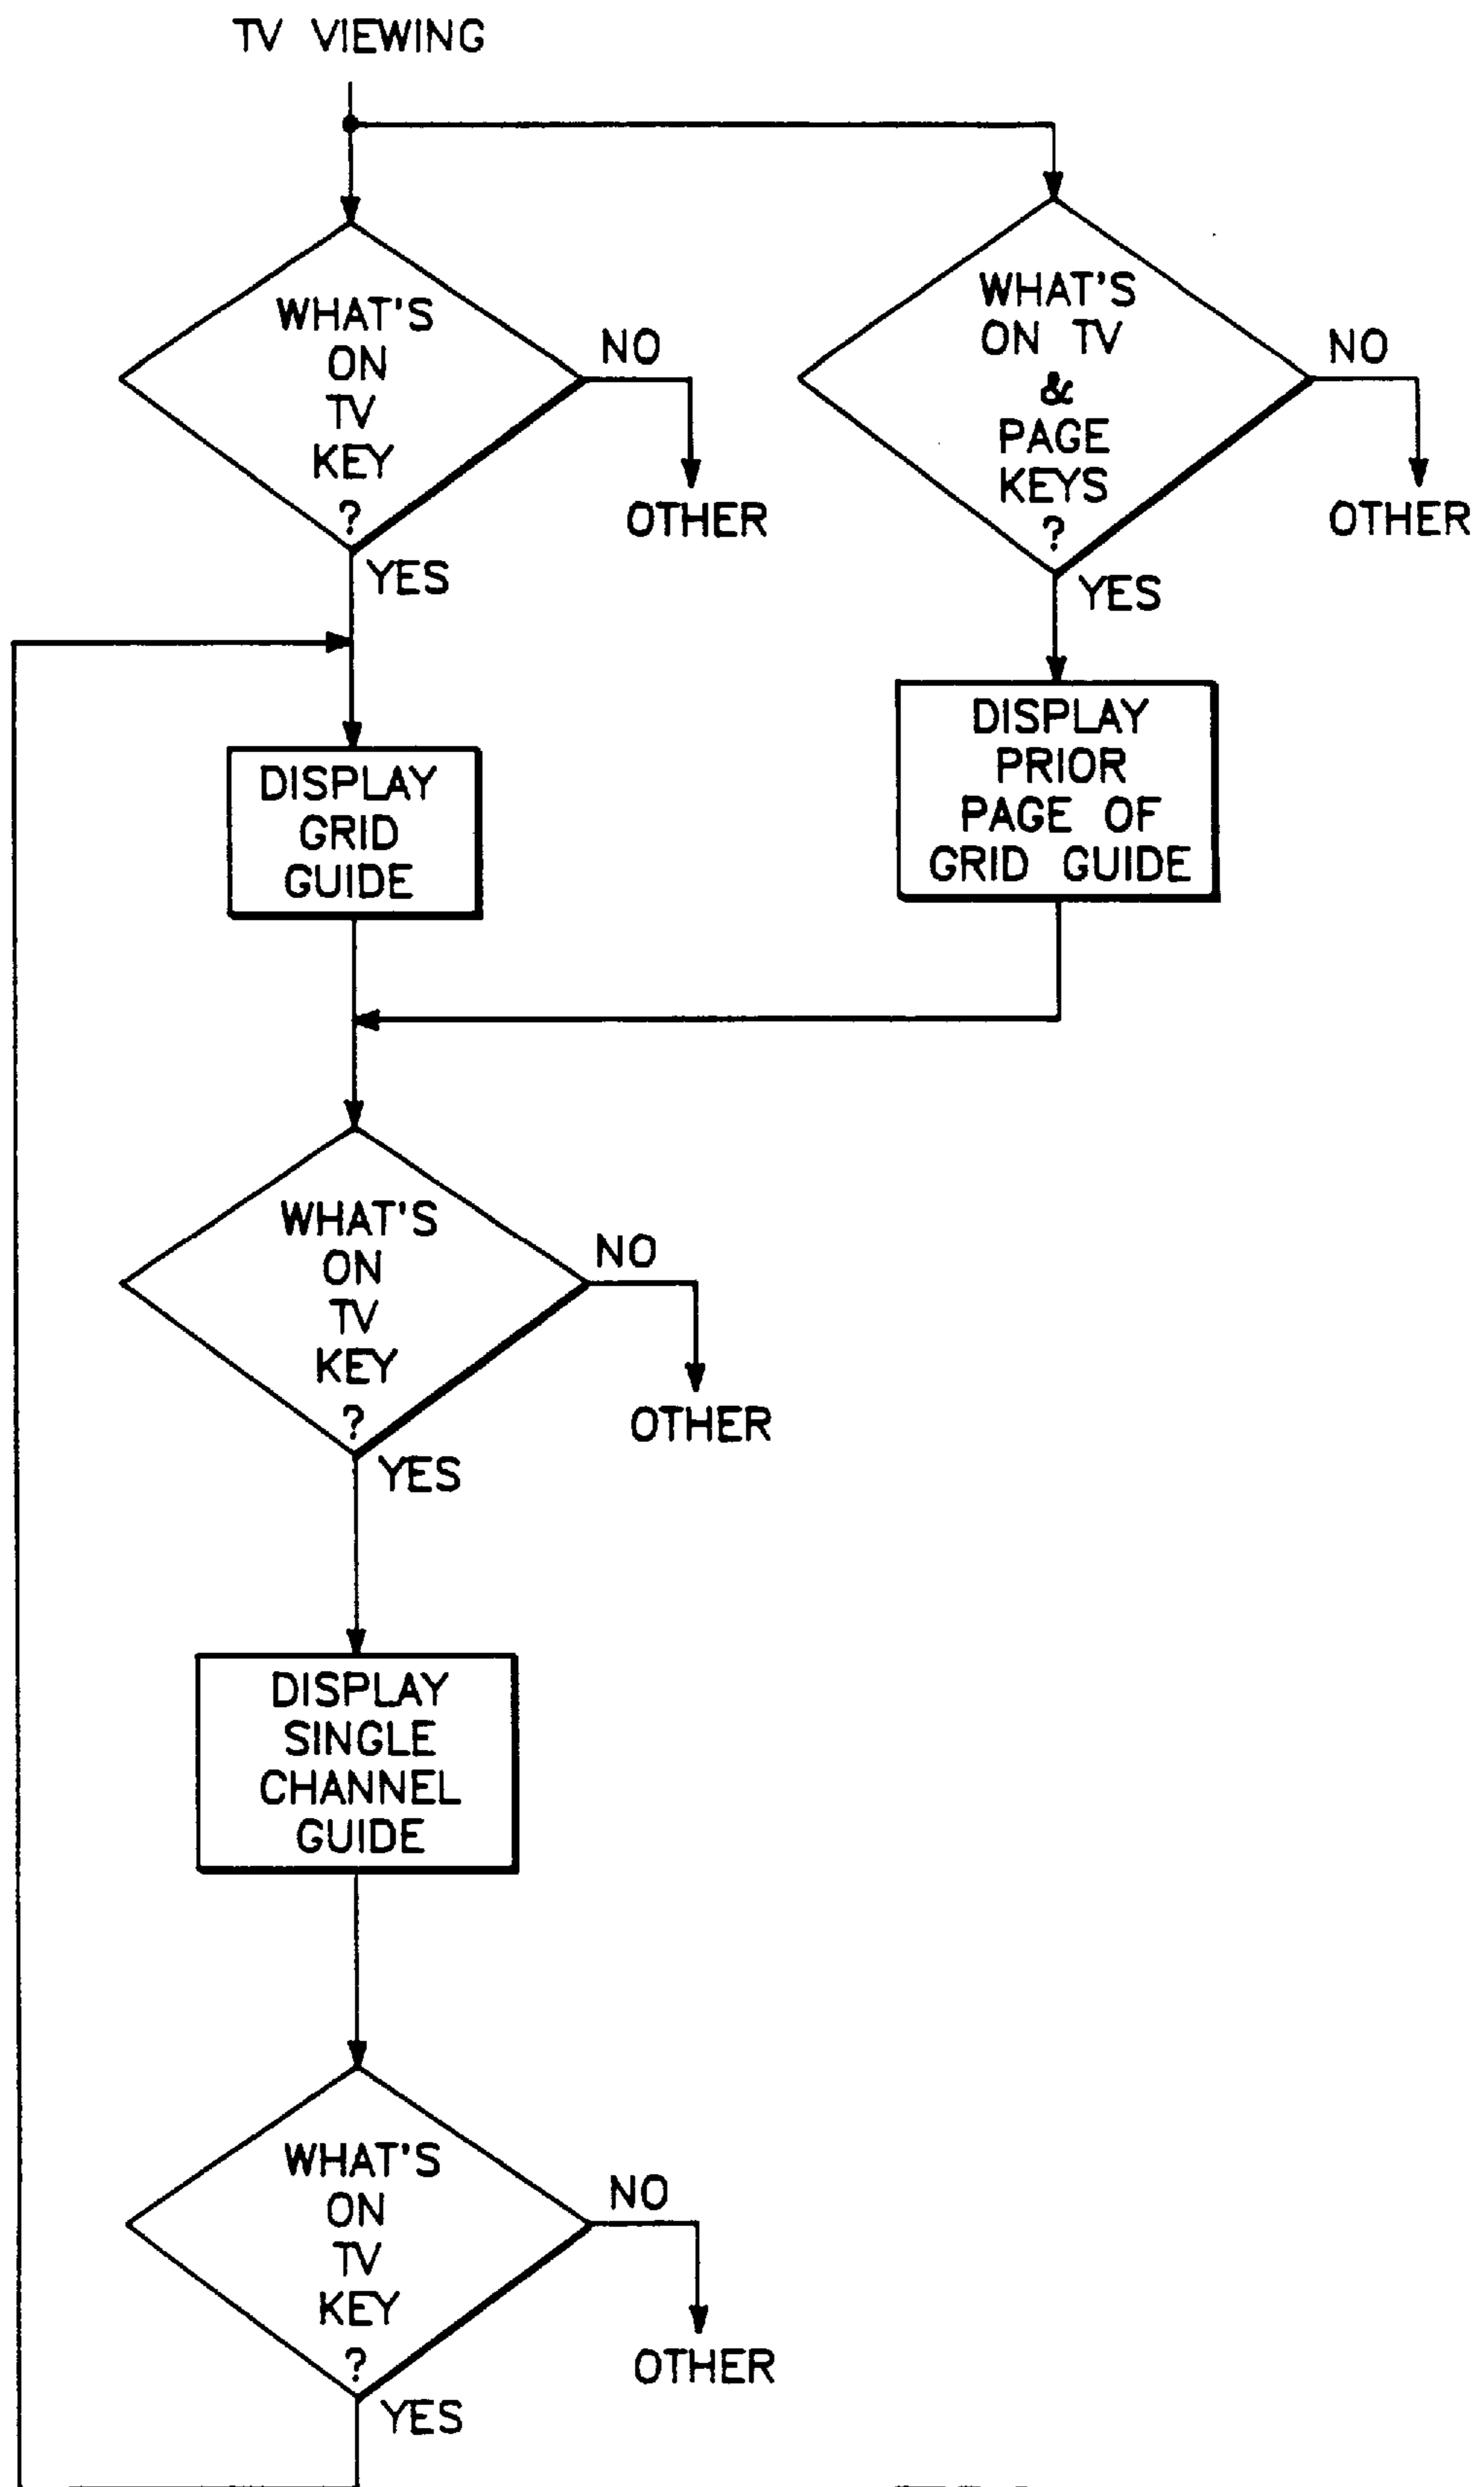 TV VIEWING
WHAT'S
ON
TV
KEY
?
NO
OTHER
YES
WHAT'S
ON TV
&
PAGE
KEYS
?
NO
OTHER
YES
DISPLAY
GRID
GUIDE
DISPLAY
PRIOR
PAGE OF
GRID GUIDE
WHAT'S
ON
TV
KEY
?
NO
OTHER
YES
DISPLAY
SINGLE
CHANNEL
GUIDE
WHAT'S
ON
TV
KEY
?
NO
OTHER
YES